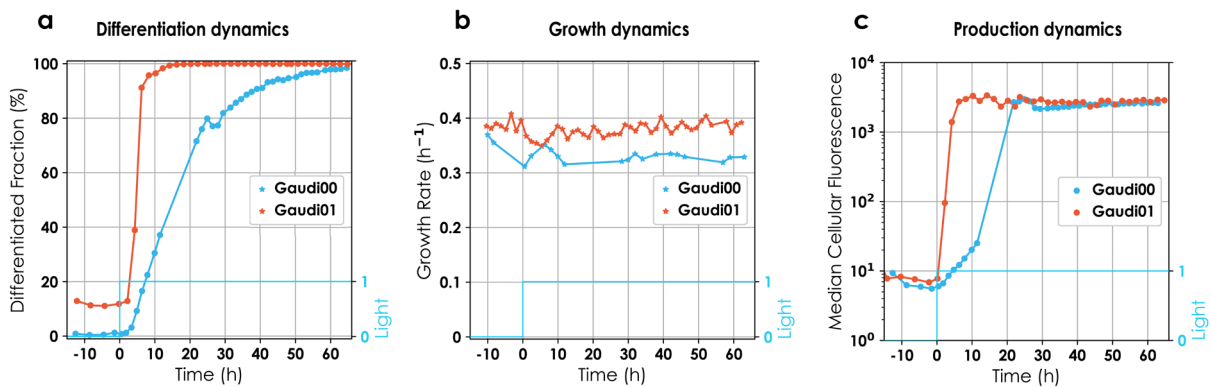 a
Differentiation dynamics
Differentiated Fraction (%)
100
80
60
40
20
0
Gaudi00
Gaudi01
1
0
Light
-10 0 10 20 30 40 50 60
Time (h)
b
Growth dynamics
Growth Rate (h⁻¹)
0.5
0.4
0.3
0.2
0.1
0
Gaudi00
Gaudi01
1
0
Light
-10 0 10 20 30 40 50 60
Time (h)
c
Production dynamics
Median Cellular Fluorescence
10⁴
10³
10²
10¹
10⁰
Gaudi00
Gaudi01
1
0
Light
-10 0 10 20 30 40 50 60
Time (h)